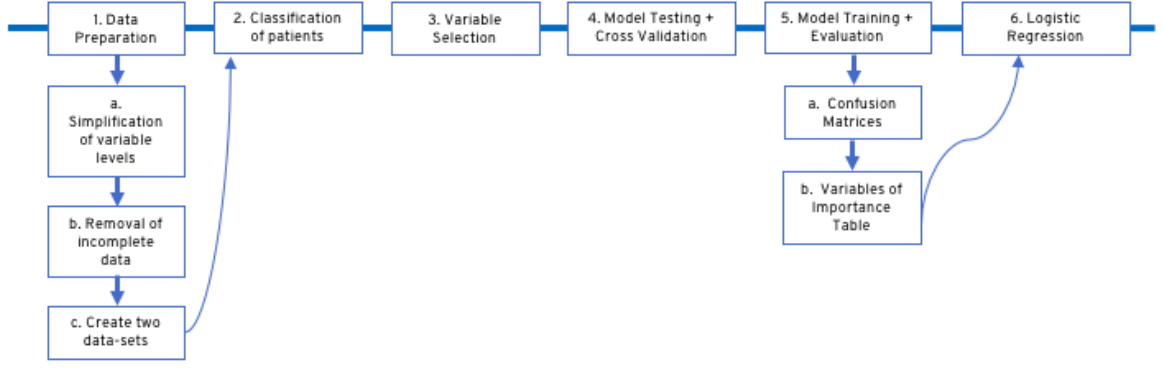 1. Data
Preparation
2. Classification
of patients
3. Variable
Selection
4. Model Testing +
Cross Validation
5. Model Training +
Evaluation
6. Logistic
Regression
a.
Simplification
of variable
levels
b. Removal of
incomplete
data
c. Create two
data-sets
a. Confusion
Matrices
b. Variables of
Importance
Table